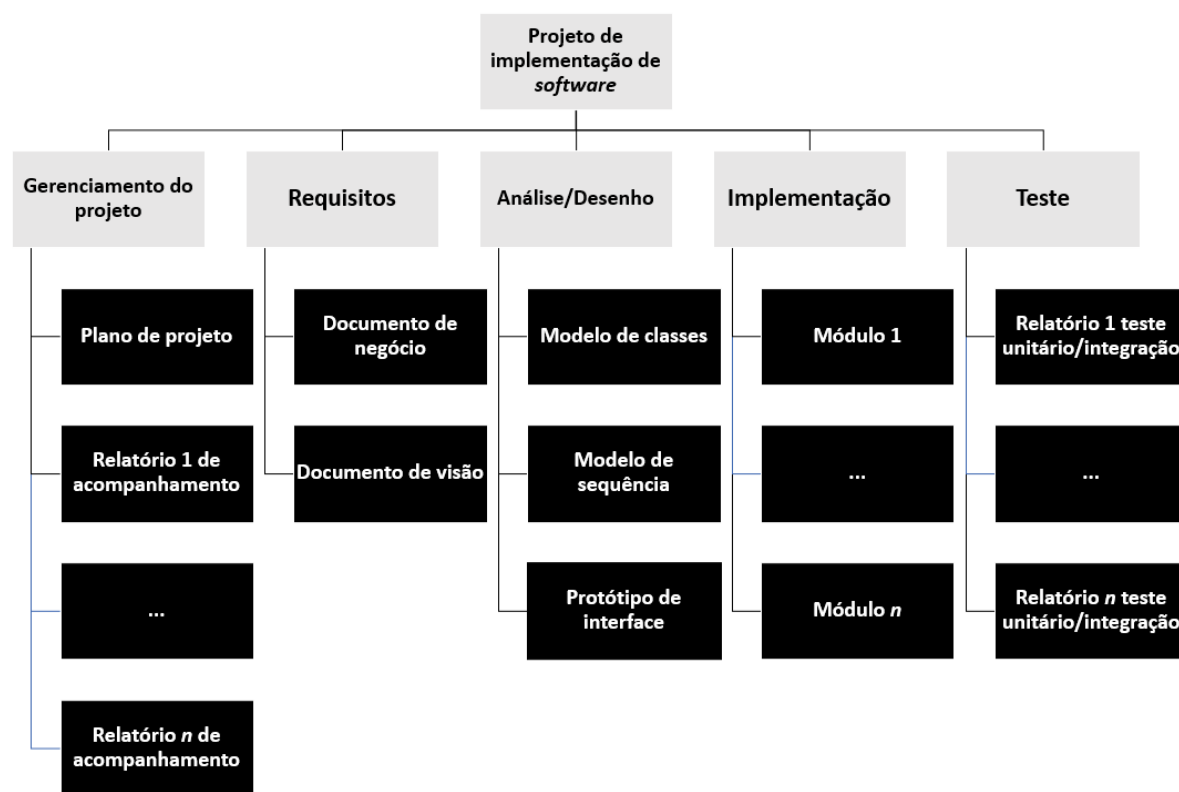 Projeto de
implementação de
software
Gerenciamento do
projeto
Requisitos
Análise/Desenho
Implementação
Teste
Plano de projeto
Documento de
negócio
Modelo de classes
Módulo 1
Relatório 1 teste
unitário/integração
Relatório 1 de
acompanhamento
Documento de visão
Modelo de
sequência
...
...
...
Protótipo de
interface
Módulo n
Relatório n teste
unitário/integração
Relatório n de
acompanhamento